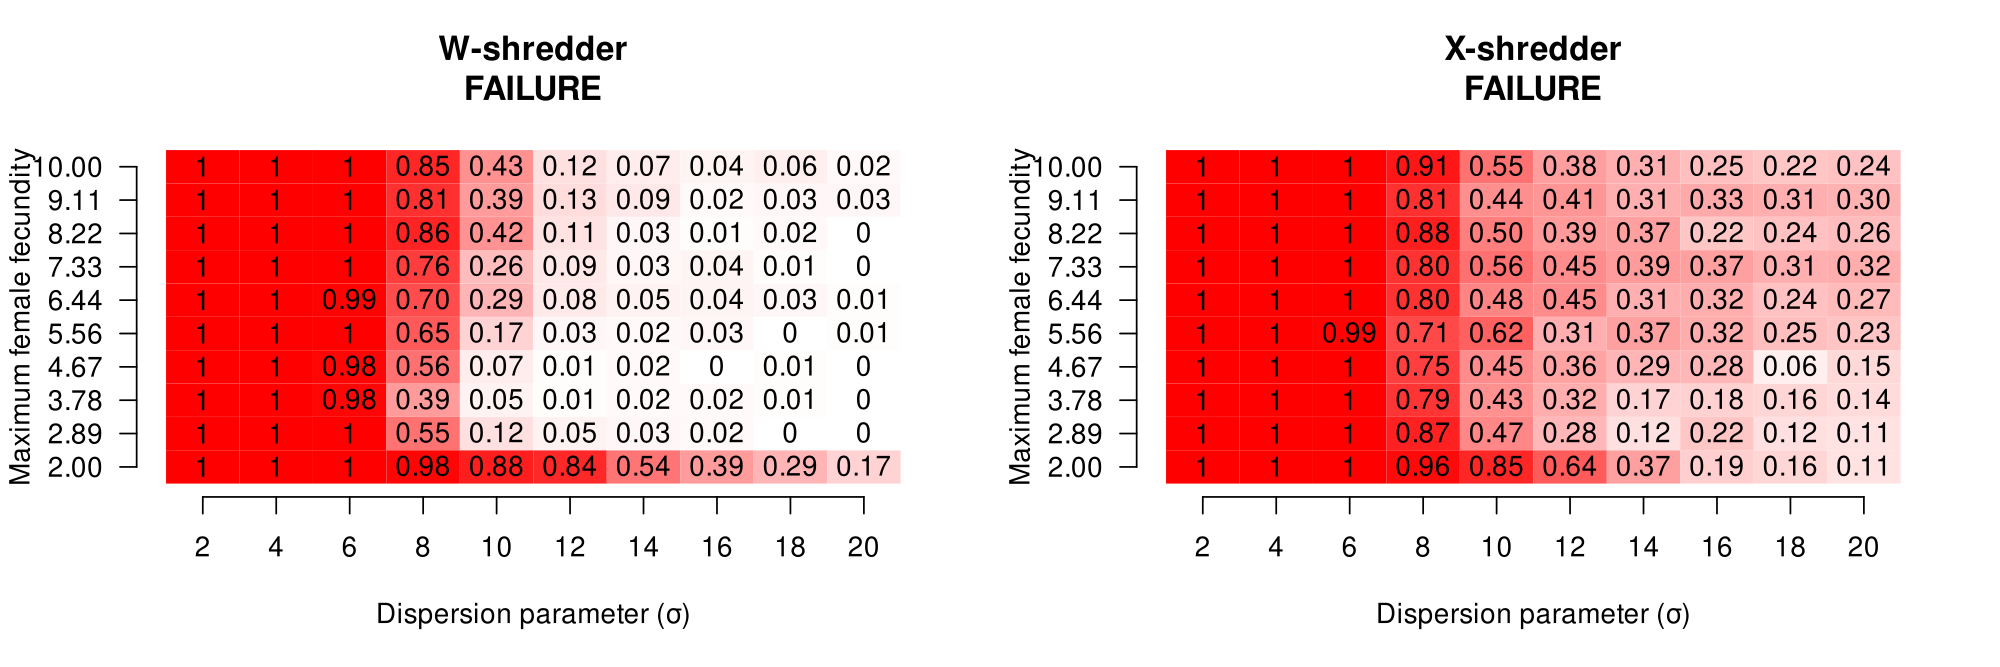 W-shredder
FAILURE
Maximum female fecundity
10.00 1 1 1 0.85 0.43 0.12 0.07 0.04 0.06 0.02
9.11 1 1 1 0.81 0.39 0.13 0.09 0.02 0.03 0.03
8.22 1 1 1 0.86 0.42 0.11 0.03 0.01 0.02 0
7.33 1 1 1 0.76 0.26 0.09 0.03 0.04 0.01 0
6.44 1 1 0.99 0.70 0.29 0.08 0.05 0.04 0.03 0.01
5.56 1 1 1 0.65 0.17 0.03 0.02 0.03 0 0.01
4.67 1 1 0.98 0.56 0.07 0.01 0.02 0 0.01 0
3.78 1 1 0.98 0.39 0.05 0.01 0.02 0.02 0.01 0
2.89 1 1 1 0.55 0.12 0.05 0.03 0.02 0 0
2.00 1 1 1 0.98 0.88 0.84 0.54 0.39 0.29 0.17
2 4 6 8 10 12 14 16 18 20
Dispersion parameter (σ)
X-shredder
FAILURE
Maximum female fecundity
10.00 1 1 1 0.91 0.55 0.38 0.31 0.25 0.22 0.24
9.11 1 1 1 0.81 0.44 0.41 0.31 0.33 0.31 0.30
8.22 1 1 1 0.88 0.50 0.39 0.37 0.22 0.24 0.26
7.33 1 1 1 0.80 0.56 0.45 0.39 0.37 0.31 0.32
6.44 1 1 1 0.80 0.48 0.45 0.31 0.32 0.24 0.27
5.56 1 1 0.99 0.71 0.62 0.31 0.37 0.32 0.25 0.23
4.67 1 1 1 0.75 0.45 0.36 0.29 0.28 0.06 0.15
3.78 1 1 1 0.79 0.43 0.32 0.17 0.18 0.16 0.14
2.89 1 1 1 0.87 0.47 0.28 0.12 0.22 0.12 0.11
2.00 1 1 1 0.96 0.85 0.64 0.37 0.19 0.16 0.11
2 4 6 8 10 12 14 16 18 20
Dispersion parameter (σ)